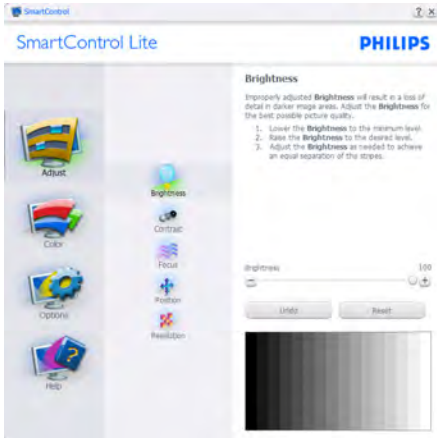 SmartControl
SmartControl Lite
PHILIPS
Adjust
Color
Options
Help
Brightness
Contrast
Focus
Position
Resolution
Brightness
Improperly adjusted Brightness will result in a loss of
detail in darker image areas. Adjust the Brightness for
the best possible picture quality.
1. Lower the Brightness to the minimum level.
2. Raise the Brightness to the desired level.
3. Adjust the Brightness as needed to achieve
an equal separation of the stripes.
Brightness 100
Undo Reset